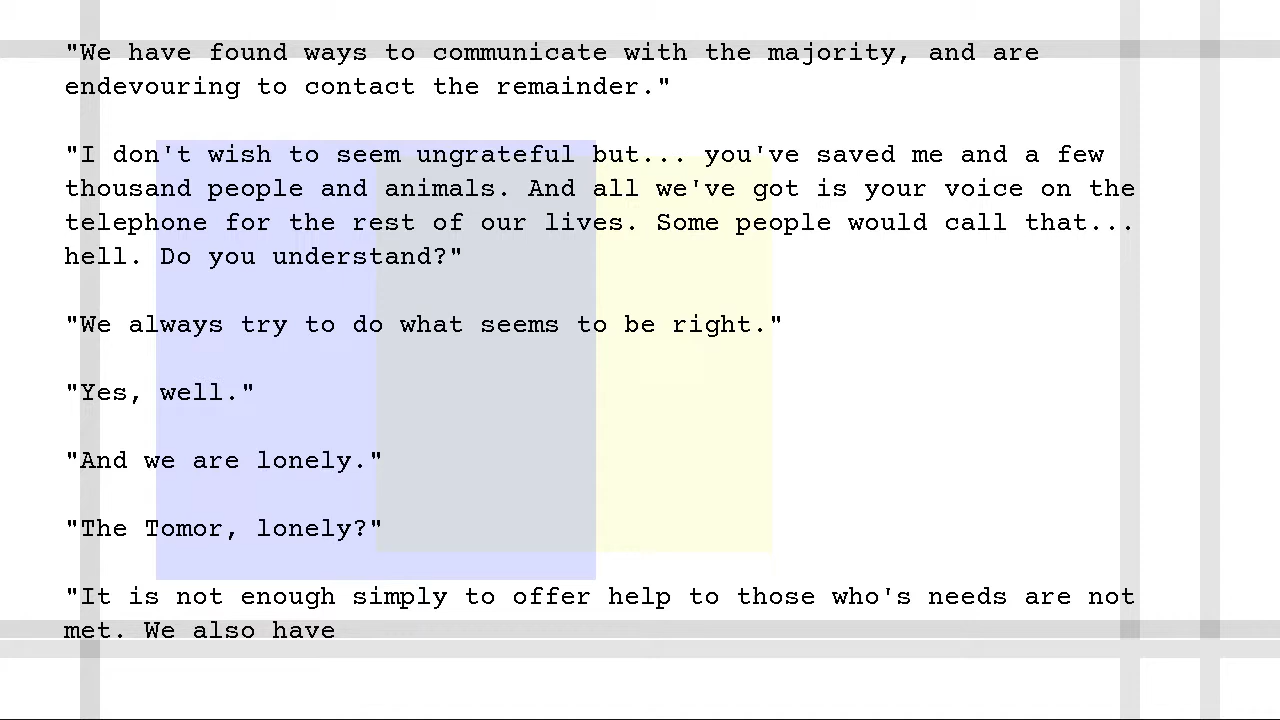 "We have found ways to communicate with the majority, and are
endevouring to contact the remainder."
"I don't wish to seem ungrateful but... you've saved me and a few
thousand people and animals. And all we've got is your voice on the
telephone for the rest of our lives. Some people would call that...
hell. Do you understand?"
"We always try to do what seems to be right."
"Yes, well."
"And we are lonely."
"The Tomor, lonely?"
"It is not enough simply to offer help to those who's needs are not
met. We also have